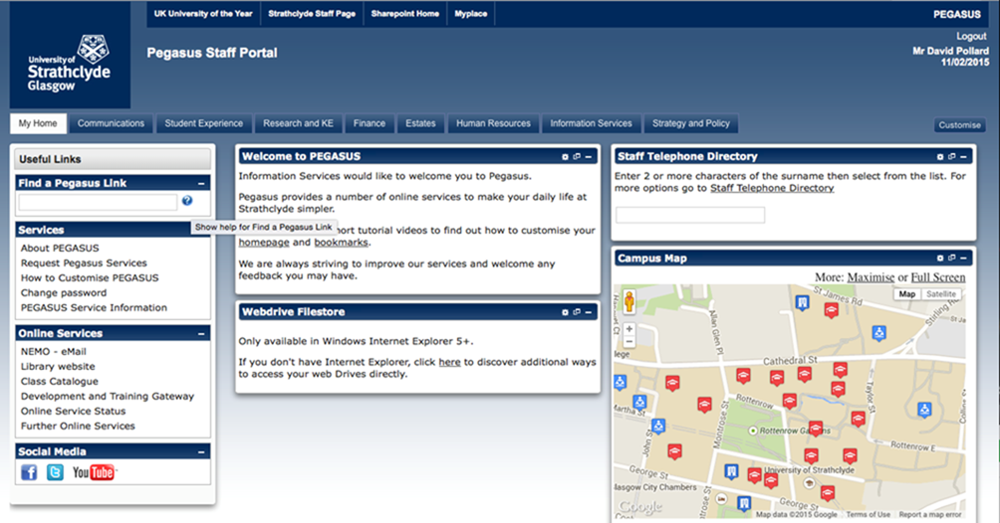 UK University of the Year
Strathclyde Staff Page
Sharepoint Home
Myplace
PEGASUS
University of
Strathclyde
Glasgow
Pegasus Staff Portal
Logout
Mr David Pollard
11/02/2015
My Home
Communications
Student Experience
Research and KE
Finance
Estates
Human Resources
Information Services
Strategy and Policy
Customise
Useful Links
Find a Pegasus Link
Show help for Find a Pegasus Link
Services
About PEGASUS
Request Pegasus Services
How to Customise PEGASUS
Change password
PEGASUS Service Information
Online Services
NEMO - eMail
Library website
Class Catalogue
Development and Training Gateway
Online Service Status
Further Online Services
Social Media
YouTube
Welcome to PEGASUS
Information Services would like to welcome you to Pegasus.
Pegasus provides a number of online services to make your daily life at
Strathclyde simpler.
ort tutorial videos to find out how to customise your
homepage and bookmarks.
We are always striving to improve our services and welcome any
feedback you may have.
Webdrive Filestore
Only available in Windows Internet Explorer 5+.
If you don't have Internet Explorer, click here to discover additional ways
to access your web Drives directly.
Staff Telephone Directory
Enter 2 or more characters of the surname then select from the list. For
more options go to Staff Telephone Directory
Campus Map
More: Maximise or Full Screen
Map
Satellite
St James Rd
Stirling Rd
St Ja
Allan Glen Pl
Cathedral St
lege
Martha St
John St
Montrose St
Rottenrow
Taylor St
Collins
Rottenrow Gardens
Rottenrow E
George St
University of Strathclyde
George St
lasgow City Chambers
Google
Map data ©2015 Google
Terms of Use
Report a map error